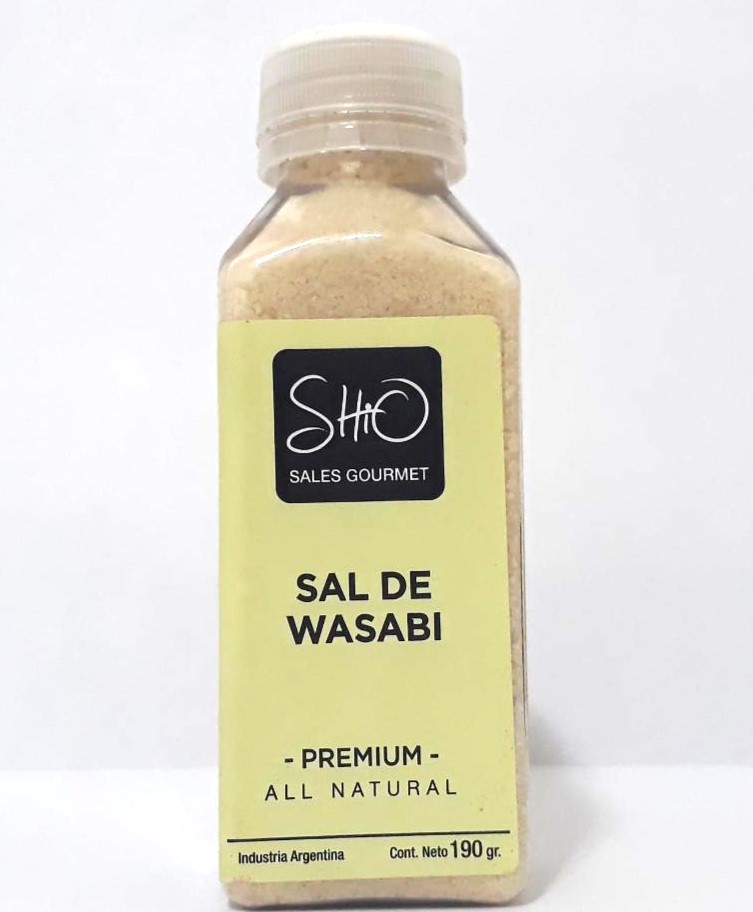 SHiO
SALES GOURMET
SAL DE
WASABI
- PREMIUM -
ALL NATURAL
Industria Argentina Cont. Neto 190 gr.